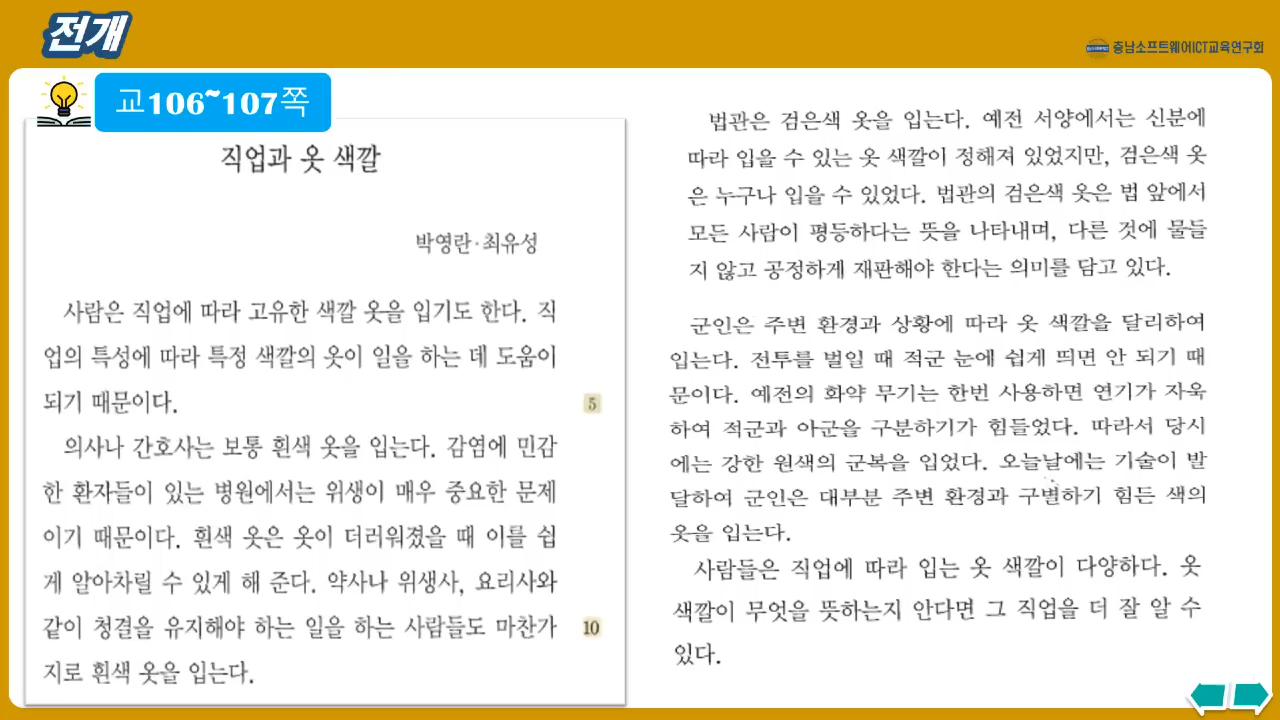 전개
충남소프트웨어ICT교육연구회
교106~107쪽
직업과 옷 색깔
박영란·최유성
사람은 직업에 따라 고유한 색깔 옷을 입기도 한다. 직
업의 특성에 따라 특정 색깔의 옷이 일을 하는 데 도움이
되기 때문이다.
5
의사나 간호사는 보통 흰색 옷을 입는다. 감염에 민감
한 환자들이 있는 병원에서는 위생이 매우 중요한 문제
이기 때문이다. 흰색 옷은 옷이 더러워졌을 때 이를 쉽
게 알아차릴 수 있게 해 준다. 약사나 위생사, 요리사와
같이 청결을 유지해야 하는 일을 하는 사람들도 마찬가
10
지로 흰색 옷을 입는다.
법관은 검은색 옷을 입는다. 예전 서양에서는 신분에
따라 입을 수 있는 옷 색깔이 정해져 있었지만, 검은색 옷
은 누구나 입을 수 있었다. 법관의 검은색 옷은 법 앞에서
모든 사람이 평등하다는 뜻을 나타내며, 다른 것에 물들
지 않고 공정하게 재판해야 한다는 의미를 담고 있다.
군인은 주변 환경과 상황에 따라 옷 색깔을 달리하여
입는다. 전투를 벌일 때 적군 눈에 쉽게 띄면 안 되기 때
문이다. 예전의 화약 무기는 한번 사용하면 연기가 자욱
하여 적군과 아군을 구분하기가 힘들었다. 따라서 당시
에는 강한 원색의 군복을 입었다. 오늘날에는 기술이 발
달하여 군인은 대부분 주변 환경과 구별하기 힘든 색의
옷을 입는다.
사람들은 직업에 따라 입는 옷 색깔이 다양하다. 옷
색깔이 무엇을 뜻하는지 안다면 그 직업을 더 잘 알 수
있다.